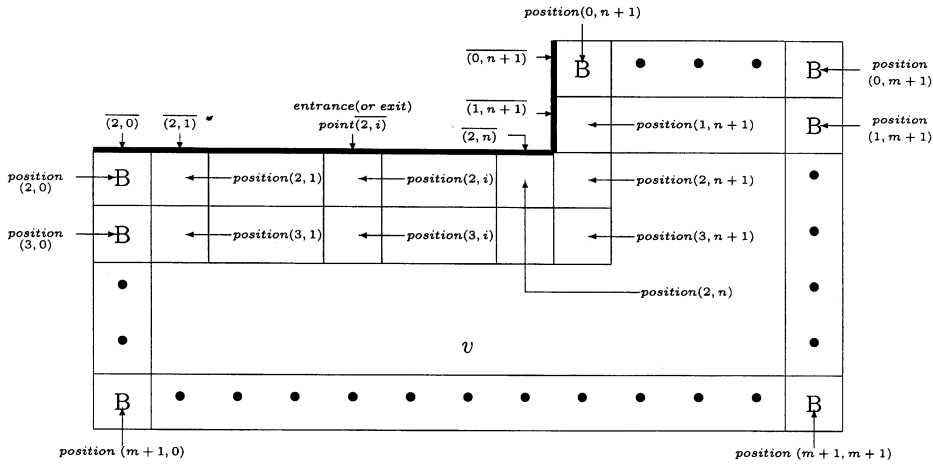 position(0, n + 1)
(0, n + 1)
B
B
position
(0, m + 1)
entrance(or exit)
(1, n + 1)
(2, 0)
(2, 1)
point(2, i)
(2, n)
position(1, n + 1)
B
position
(1, m + 1)
position
(2, 0)
B
position(2, 1)
position(2, i)
position(2, n + 1)
position
(3, 0)
B
position(3, 1)
position(3, i)
position(3, n + 1)
position(2, n)
v
B
B
position (m + 1, 0)
position (m + 1, m + 1)